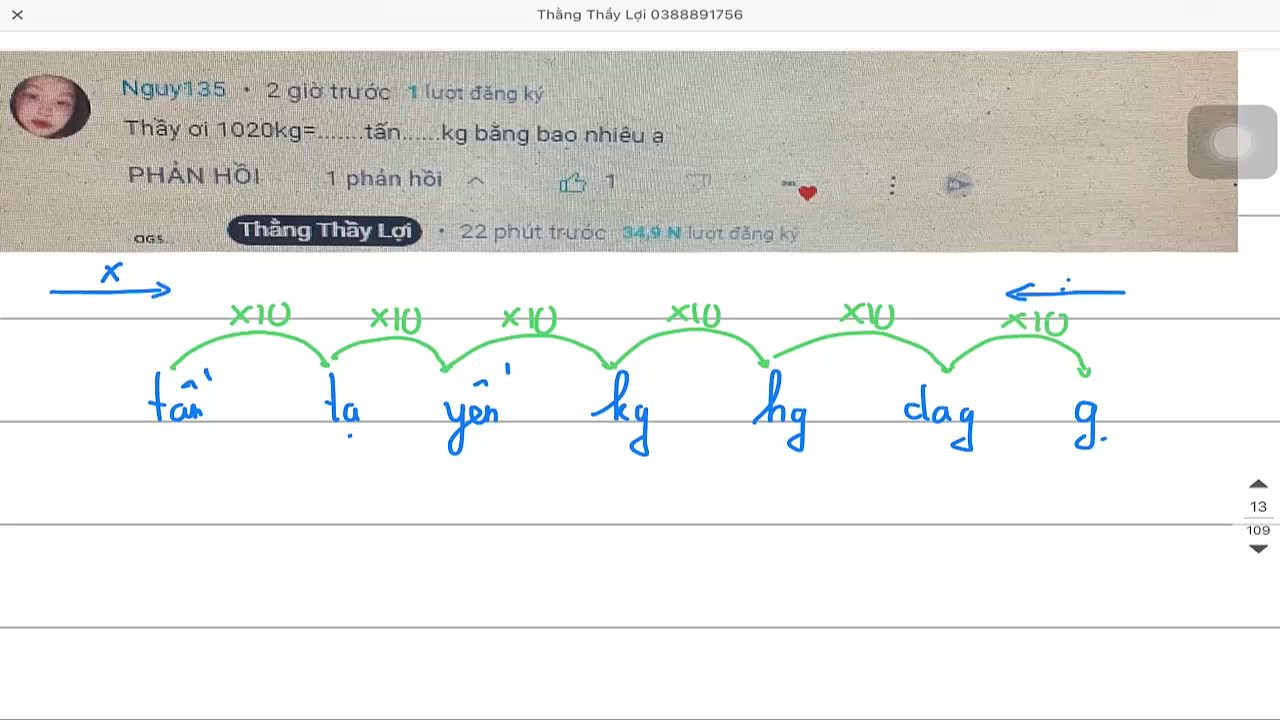 Thằng Thầy Lợi 0388891756
Nguy135 • 2 giờ trước 1 lượt đăng ký
Thầy ơi 1020kg=.......tấn......kg bằng bao nhiêu ạ
PHẢN HỒI 1 phản hồi 1
Thằng Thầy Lợi • 22 phút trước 34,9 N lượt đăng ký
x :
x10 x10 x10 x10 x10 x10
tấn tạ yến kg hg dag g.
13
109